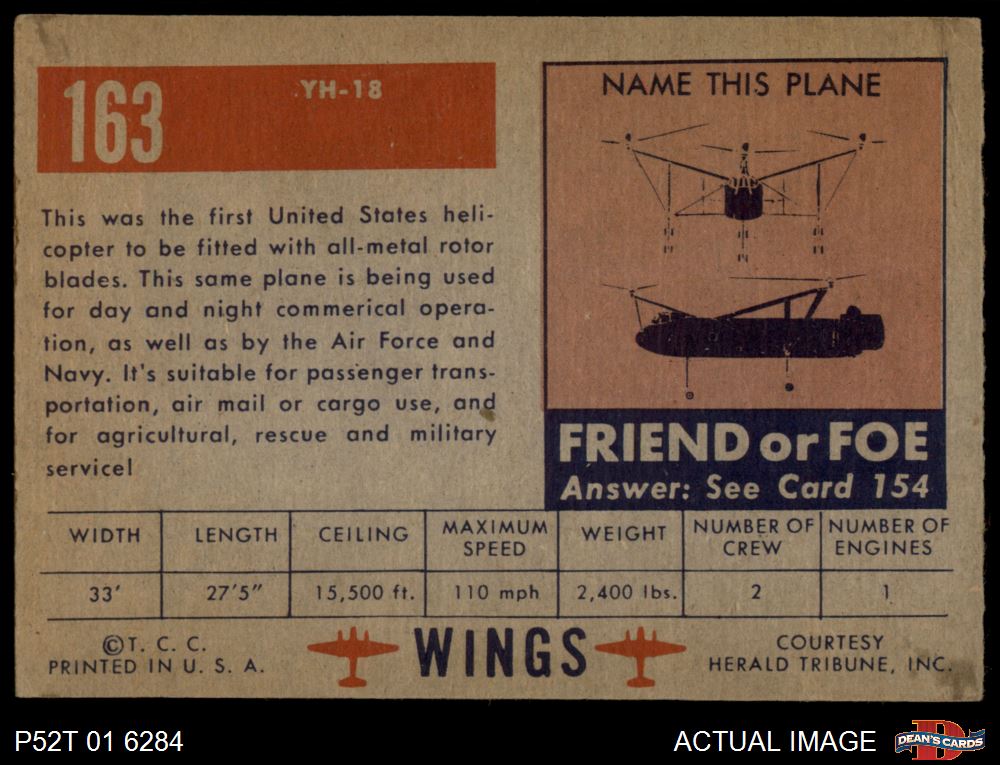 163
YH-18
This was the first United States heli-
copter to be fitted with all-metal rotor
blades. This same plane is being used
for day and night commerical opera-
tion, as well as by the Air Force and
Navy. It's suitable for passenger trans-
portation, air mail or cargo use, and
for agricultural, rescue and military
service!
NAME THIS PLANE
FRIEND or FOE
Answer: See Card 154
WIDTH LENGTH CEILING MAXIMUM SPEED WEIGHT NUMBER OF CREW NUMBER OF ENGINES
33' 27'5" 15,500 ft. 110 mph 2,400 lbs. 2 1
©T. C. C.
PRINTED IN U. S. A.
WINGS
COURTESY
HERALD TRIBUNE, INC.
P52T 01 6284
ACTUAL IMAGE
D
DEAN'S CARDS